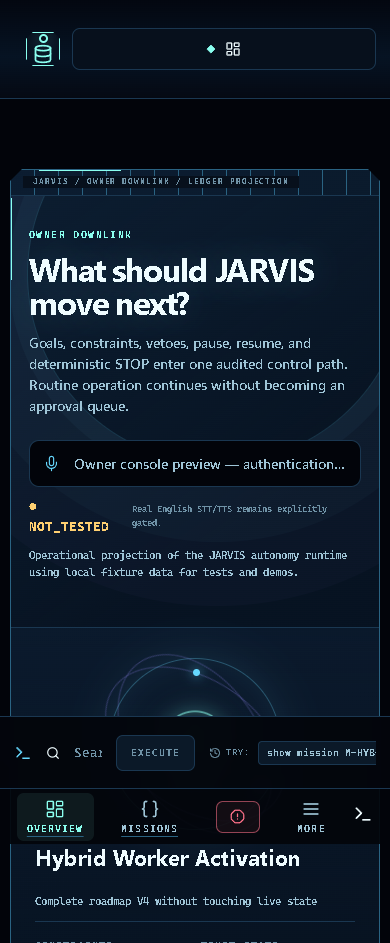 JARVIS / OWNER DOWNLINK / LEDGER PROJECTION
OWNER DOWNLINK
What should JARVIS
move next?
Goals, constraints, vetoes, pause, resume, and
deterministic STOP enter one audited control path.
Routine operation continues without becoming an
approval queue.
Owner console preview — authentication...
NOT_TESTED
Real English STT/TTS remains explicitly
gated.
Operational projection of the JARVIS autonomy runtime
using local fixture data for tests and demos.
Sear
EXECUTE
TRY:
show mission M-HYB
OVERVIEW
MISSIONS
MORE
Hybrid Worker Activation
Complete roadmap V4 without touching live state